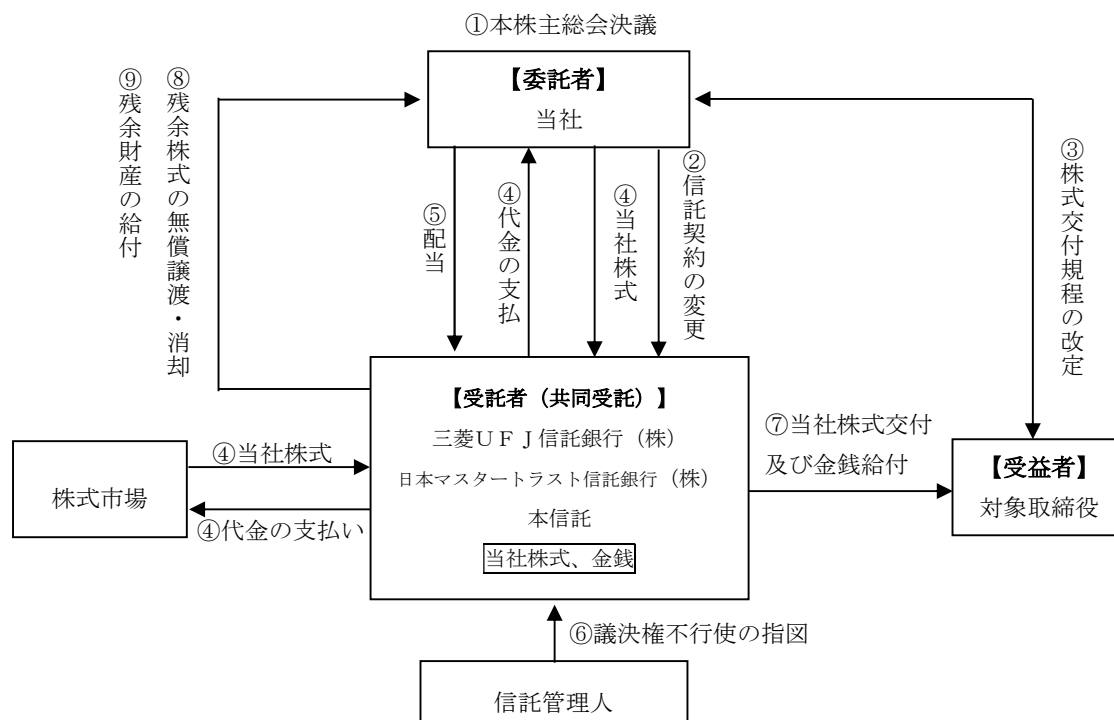 ①本株主総会決議
【委託者】
当社
⑨残余財産の給付
⑧残余株式の無償譲渡・消却
⑤配当
④代金の支払
④当社株式
②信託契約の変更
③株式交付規程の改定
【受託者（共同受託）】
三菱ＵＦＪ信託銀行（株）
日本マスタートラスト信託銀行（株）
本信託
当社株式、金銭
④当社株式
株式市場
④代金の支払い
⑦当社株式交付
及び金銭給付
【受益者】
対象取締役
⑥議決権不行使の指図
信託管理人